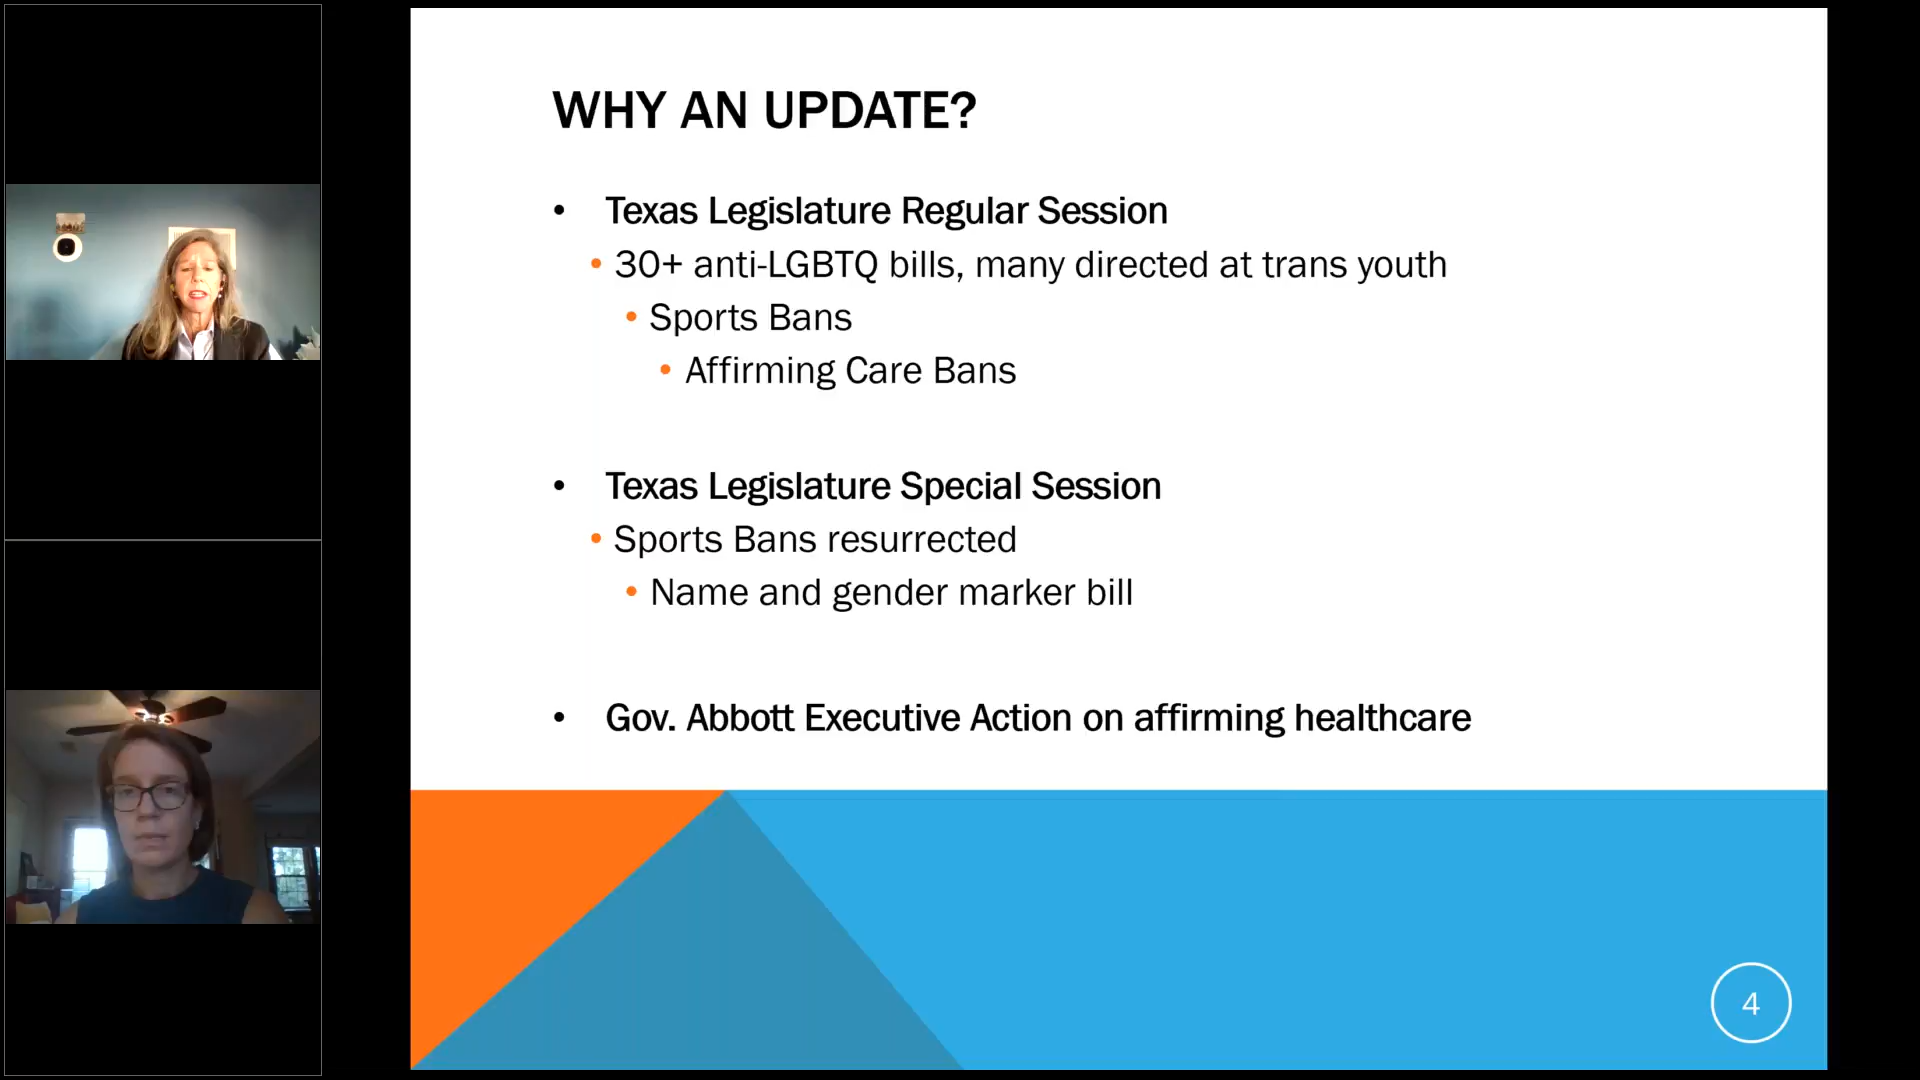 WHY AN UPDATE?
• Texas Legislature Regular Session
• 30+ anti-LGBTQ bills, many directed at trans youth
• Sports Bans
• Affirming Care Bans
• Texas Legislature Special Session
• Sports Bans resurrected
• Name and gender marker bill
• Gov. Abbott Executive Action on affirming healthcare
4